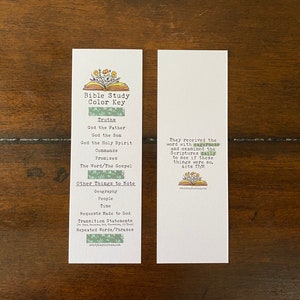 Bible Study
Color Key
Truths
God the Father
God the Son
God the Holy Spirit
Commands
Promises
The Word/The Gospel
Other Things to Note
Geography
People
Time
Requests Made to God
Transition Statements
Repeated Words/Phrases
They received the
word with eagerness
and examined the
Scriptures daily
to see if these
things were so.
Acts 17:11